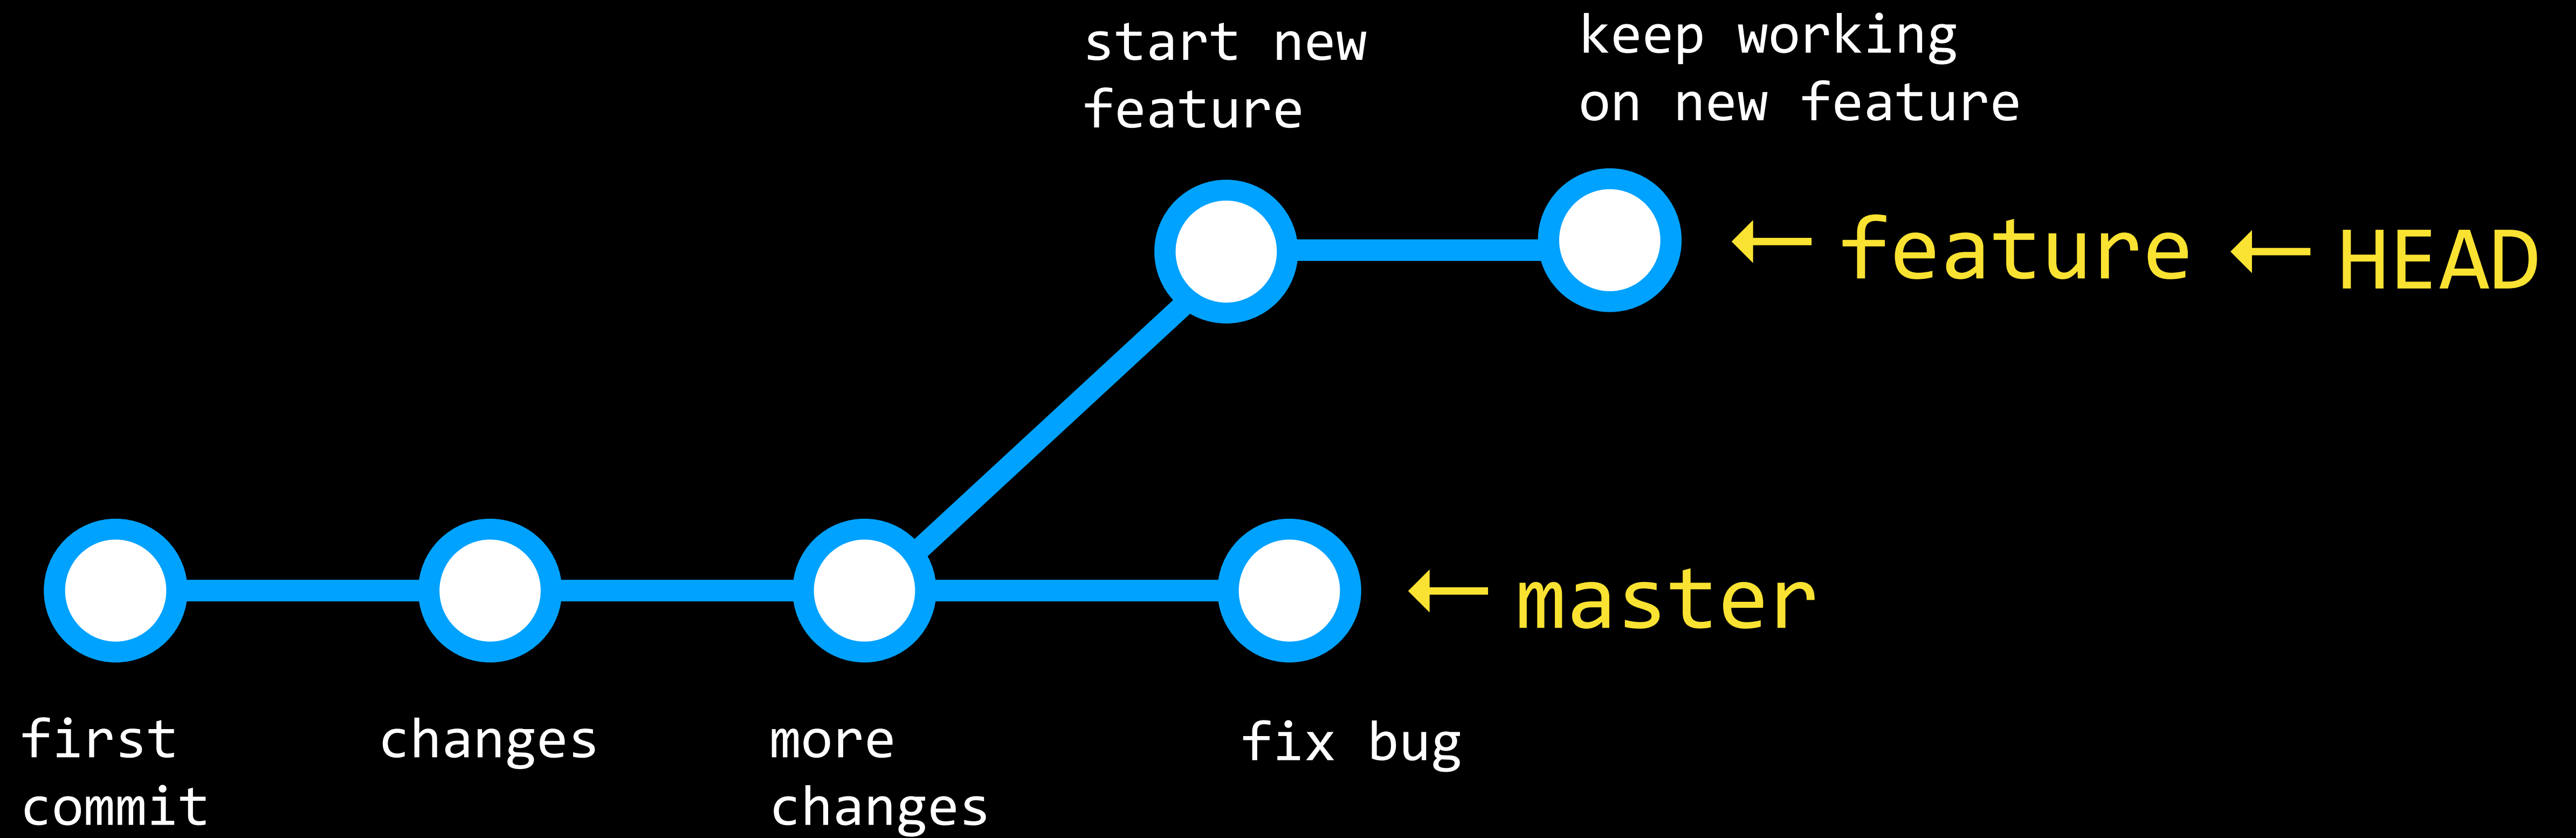 start new
feature
keep working
on new feature
← feature ← HEAD
← master
first
commit
changes
more
changes
fix bug